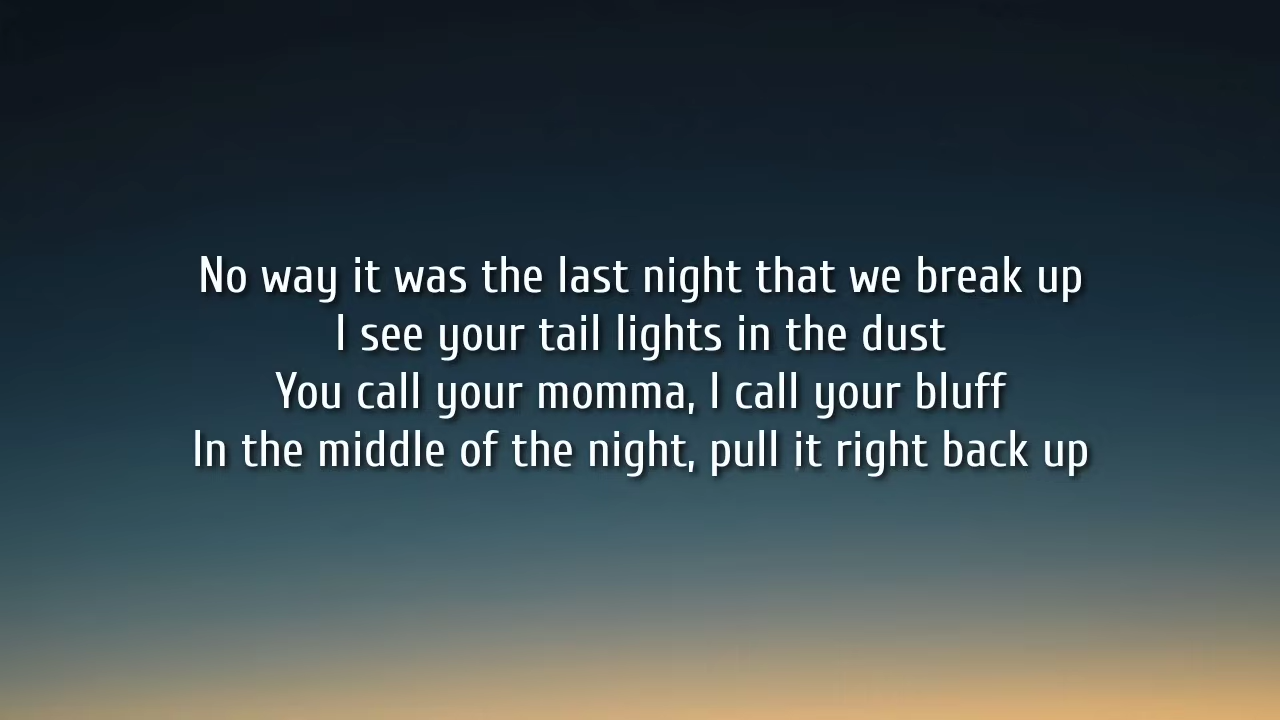 No way it was the last night that we break up
I see your tail lights in the dust
You call your momma, I call your bluff
In the middle of the night, pull it right back up